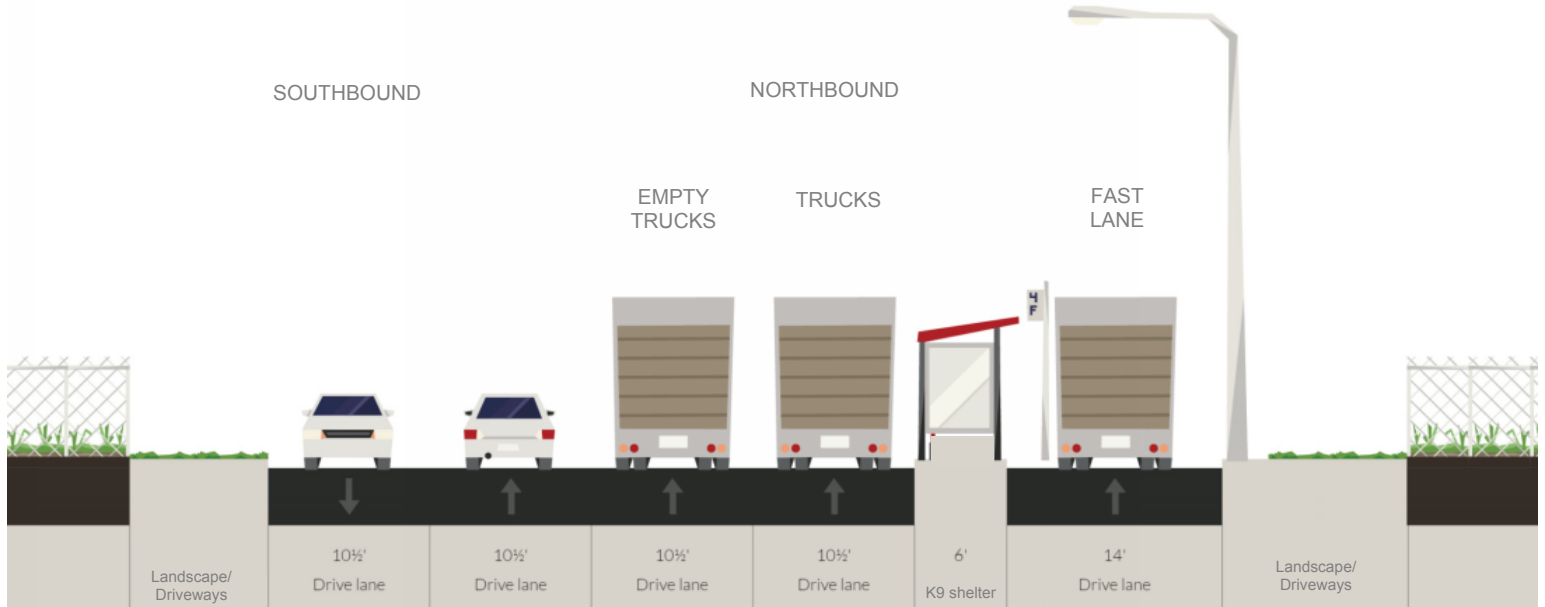 SOUTHBOUND
NORTHBOUND
EMPTY
TRUCKS
TRUCKS
FAST
LANE
4
F
Landscape/
Driveways
10½'
Drive lane
10½'
Drive lane
10½'
Drive lane
10½'
Drive lane
6'
K9 shelter
14'
Drive lane
Landscape/
Driveways